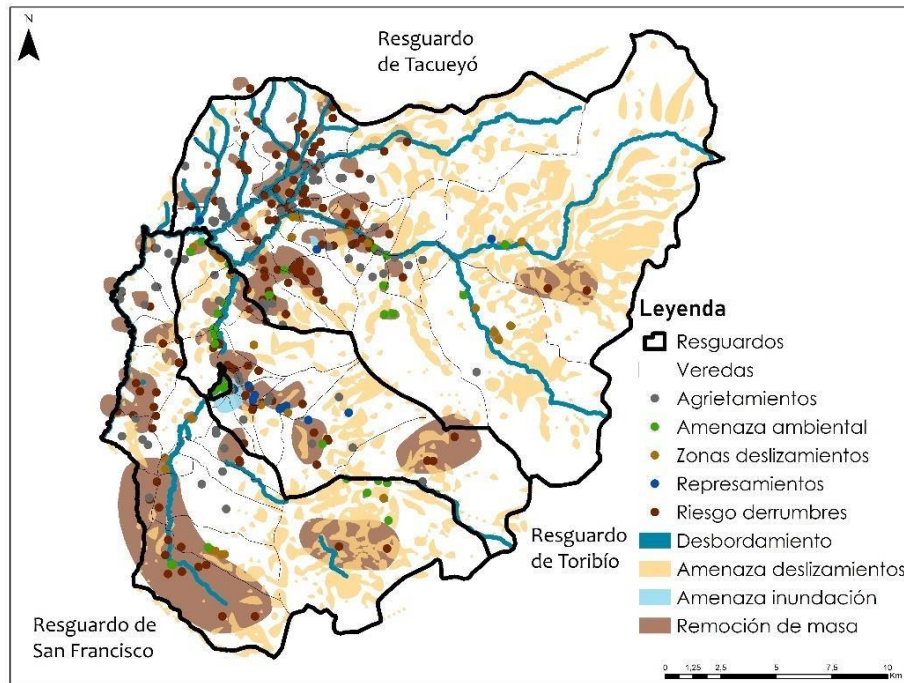 N
Resguardo
de Tacueyó
Leyenda
Resguardos
Veredas
Agrietamientos
Amenaza ambiental
Zonas deslizamientos
Represamientos
Riesgo derrumbres
Desbordamiento
Amenaza deslizamientos
Amenaza inundación
Remoción de masa
Resguardo
de Toribío
Resguardo de
San Francisco
0 1,25 2,5 5 7,5 10
Km